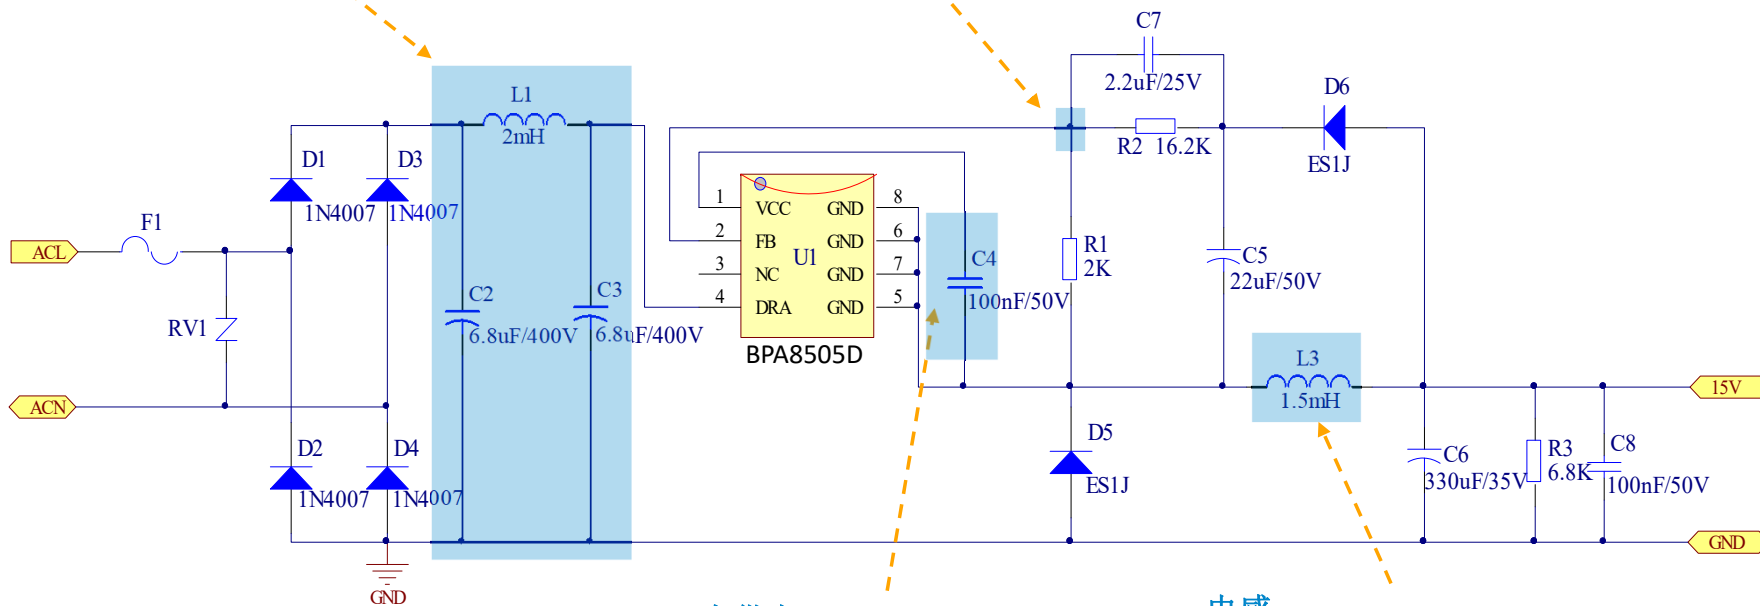 C7
2.2uF/25V
D6
L1
2mH
R2 16.2K
ES1J
D1
D3
1N4007
1N4007
1
VCC
GND
8
F1
2
FB
GND
6
U1
R1
2K
ACL
3
NC
GND
7
C4
100nF/50V
C5
22uF/50V
4
DRA
GND
5
C2
6.8uF/400V
C3
6.8uF/400V
RV1
BPA8505D
L3
1.5mH
15V
ACN
D2
1N4007
D4
1N4007
D5
ES1J
C6
330uF/35V
R3
6.8K
C8
100nF/50V
GND
GND
电感